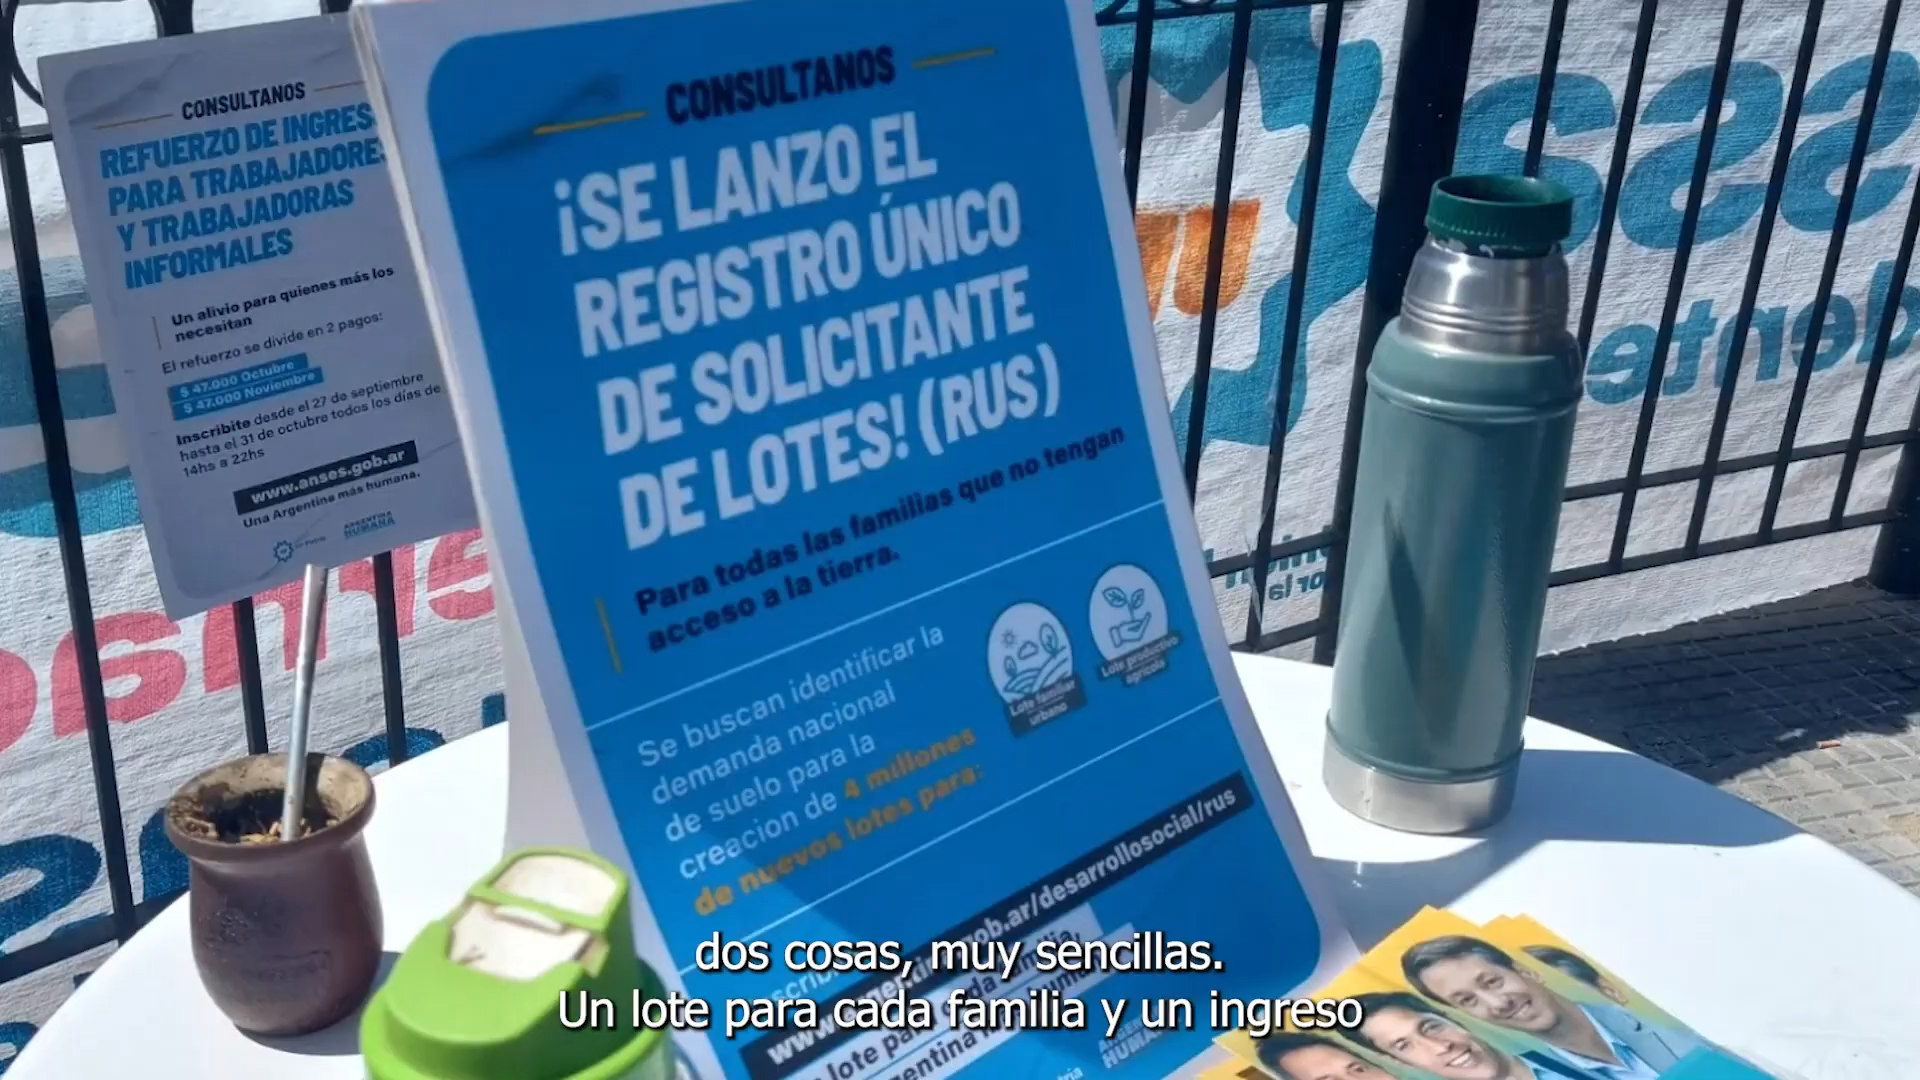 CONSULTANOS
REFUERZO DE INGRES
PARA TRABAJADORES
Y TRABAJADORAS
INFORMALES
Un alivio para quienes más los
necesitan
El refuerzo se divide en 2 pagos:
$ 47.000 Octubre
$ 47.000 Noviembre
Inscribite desde el 27 de septiembre
hasta el 31 de octubre todos los días de
14hs a 22hs
www.anses.gob.ar
Una Argentina más humana.
ARGENTINA
HUMANA
CONSULTANOS
¡SE LANZO EL
REGISTRO ÚNICO
DE SOLICITANTE
DE LOTES! (RUS)
Para todas las familias que no tengan
acceso a la tierra.
Se buscan identificar la
demanda nacional
de suelo para la
creacion de 4 millones
de nuevos lotes para:
Lote familiar
urbano
Lote productivo
agricola
gob.ar/desarrollosocial/rus
dos cosas, muy sencillas.
Un lote para cada familia y un ingreso